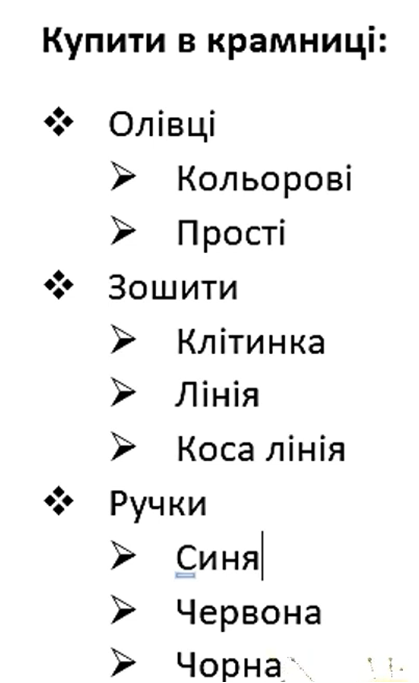 Купити в крамниці:
Олівці
Кольорові
Прості
Зошити
Клітинка
Лінія
Коса лінія
Ручки
Синя
Червона
Чорна